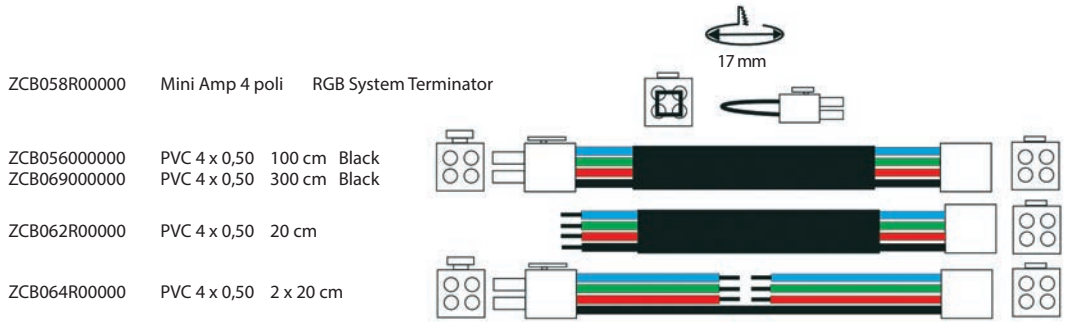 17 mm
ZCB058R00000 Mini Amp 4 poli RGB System Terminator
ZCB056000000 PVC 4 x 0,50 100 cm Black
ZCB069000000 PVC 4 x 0,50 300 cm Black
ZCB062R00000 PVC 4 x 0,50 20 cm
ZCB064R00000 PVC 4 x 0,50 2 x 20 cm